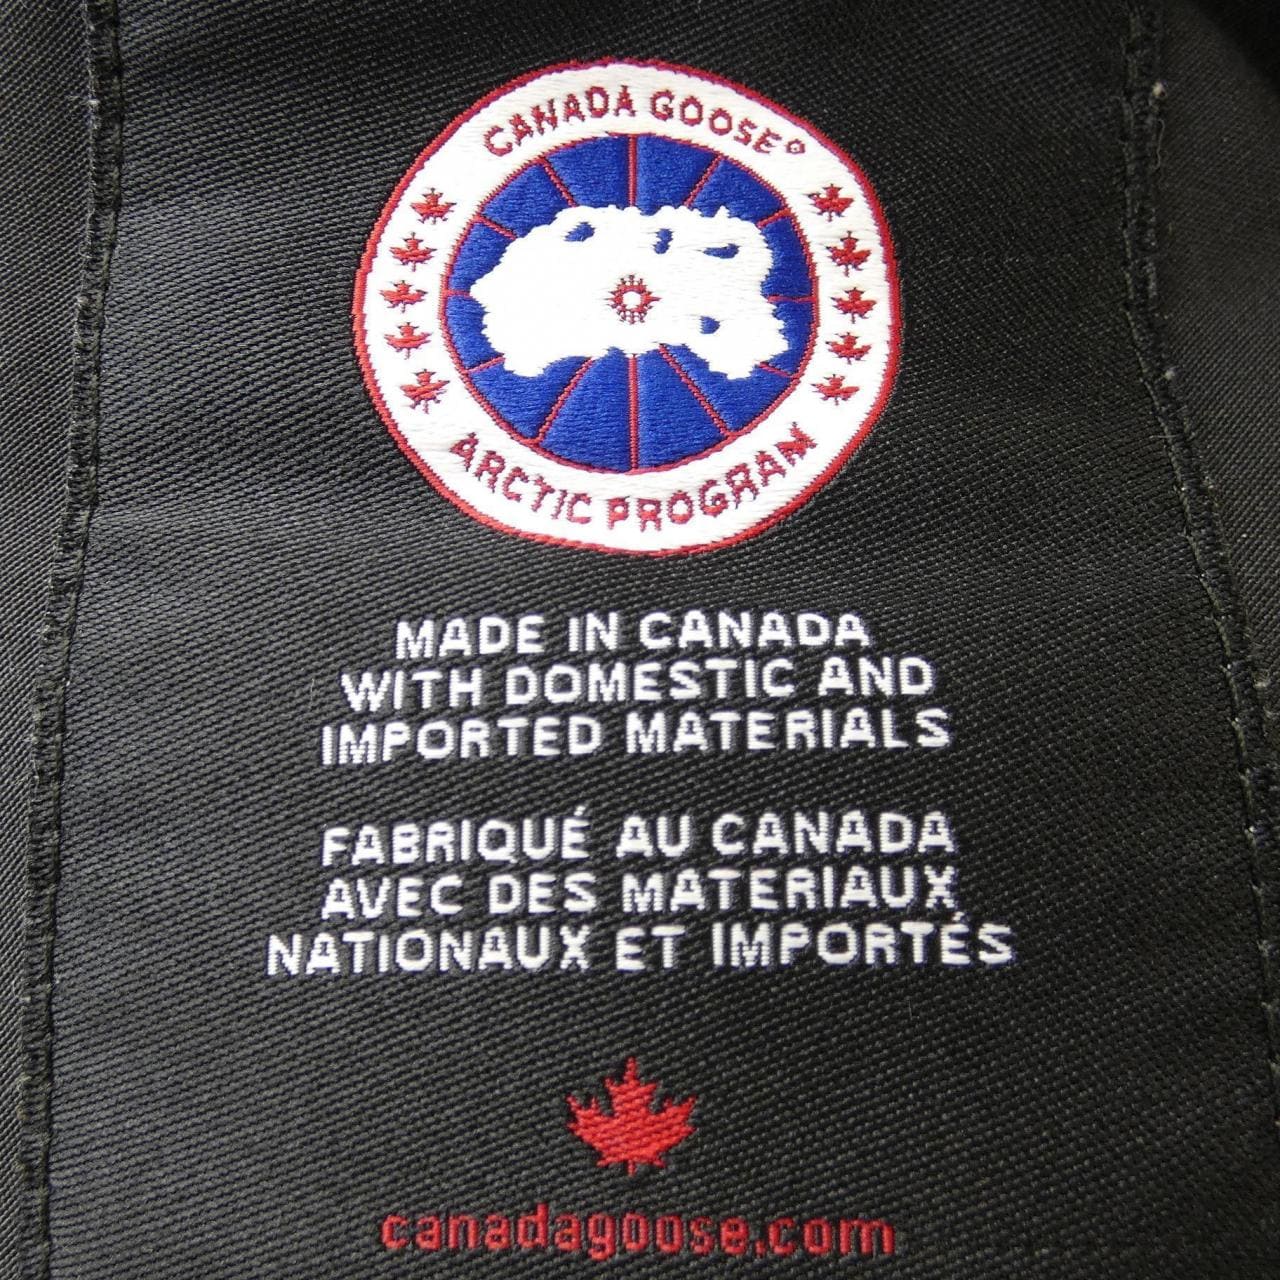 CANADA GOOSE®
ARCTIC PROGRAM
MADE IN CANADA
WITH DOMESTIC AND
IMPORTED MATERIALS
FABRIQUÉ AU CANADA
AVEC DES MATERIAUX
NATIONAUX ET IMPORTÉS
canadagoose.com